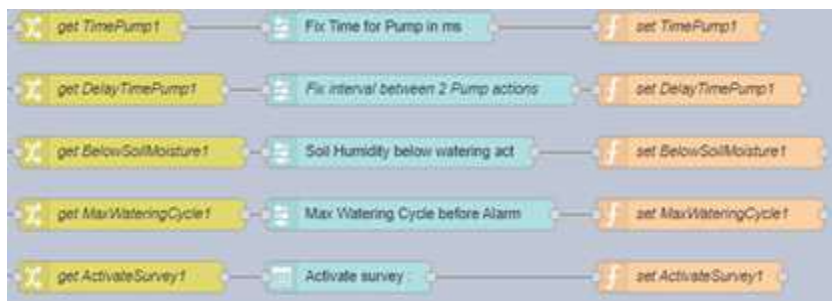 get TimePump1 Fix Time for Pump in ms set TimePump1
get DelayTimePump1 Fix interval between 2 Pump actions set DelayTimePump1
get BelowSoilMoisture1 Soil Humidity below watering act set BelowSoilMoisture1
get MaxWateringCycle1 Max Watering Cycle before Alarm set MaxWateringCycle1
get ActivateSurvey1 Activate survey : set ActivateSurvey1